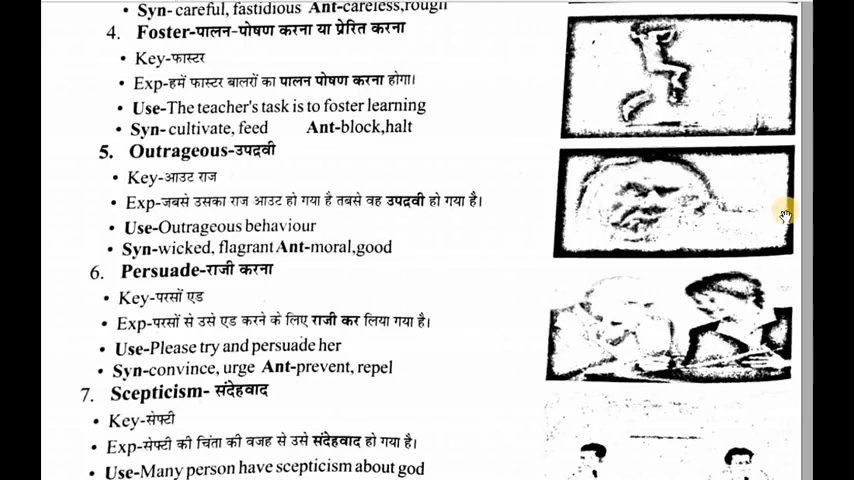 Syn- careful, fastidious Ant-careless,rough
4. Foster-पालन-पोषण करना या प्रेरित करना
• Key-फास्टर
• Exp-हमें फास्टर बालरों का पालन पोषण करना होगा।
• Use-The teacher's task is to foster learning
• Syn- cultivate, feed Ant-block,halt
5. Outrageous-उपद्रवी
• Key-आउट राज
• Exp-जबसे उसका राज आउट हो गया है तबसे वह उपद्रवी हो गया है।
• Use-Outrageous behaviour
• Syn-wicked, flagrant Ant-moral,good
6. Persuade-राजी करना
• Key-परसों एड
• Exp-परसों से उसे एड करने के लिए राजी कर लिया गया है।
• Use-Please try and persuade her
• Syn-convince, urge Ant-prevent, repel
7. Scepticism- संदेहवाद
• Key-सेफ्टी
• Exp-सेफ्टी की चिंता की वजह से उसे संदेहवाद हो गया है।
• Use-Many person have scepticism about god